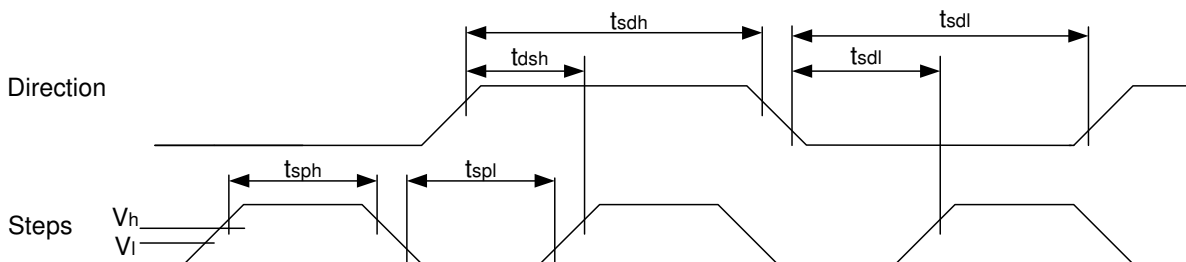 tsdh
tsdl
tdsh
tsdl
Direction
tsph
tspl
Steps
Vh
Vl